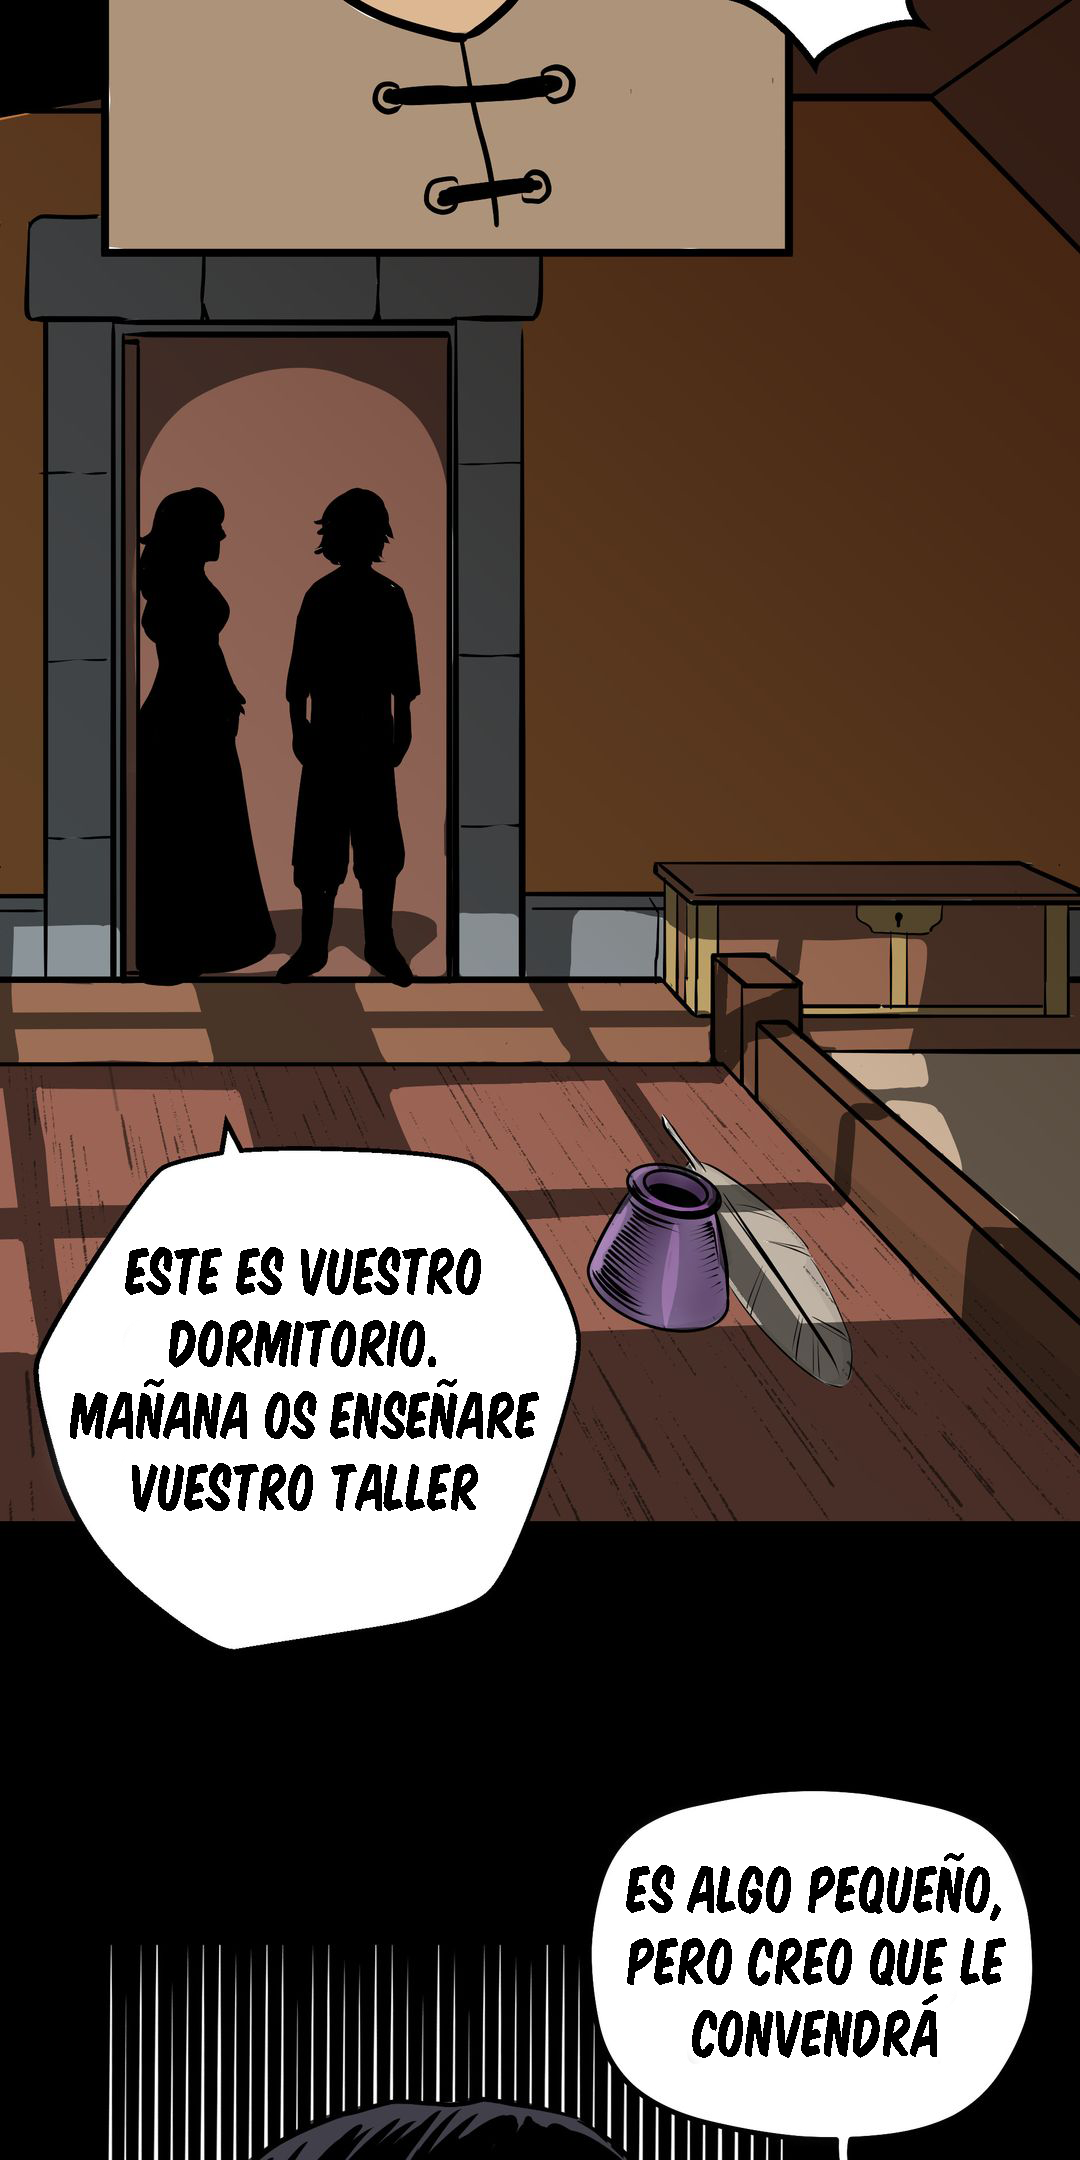 ESTE ES VUESTRO
DORMITORIO.
MAÑANA OS ENSEÑARE
VUESTRO TALLER
ES ALGO PEQUEÑO,
PERO CREO QUE LE
CONVENDRÁ